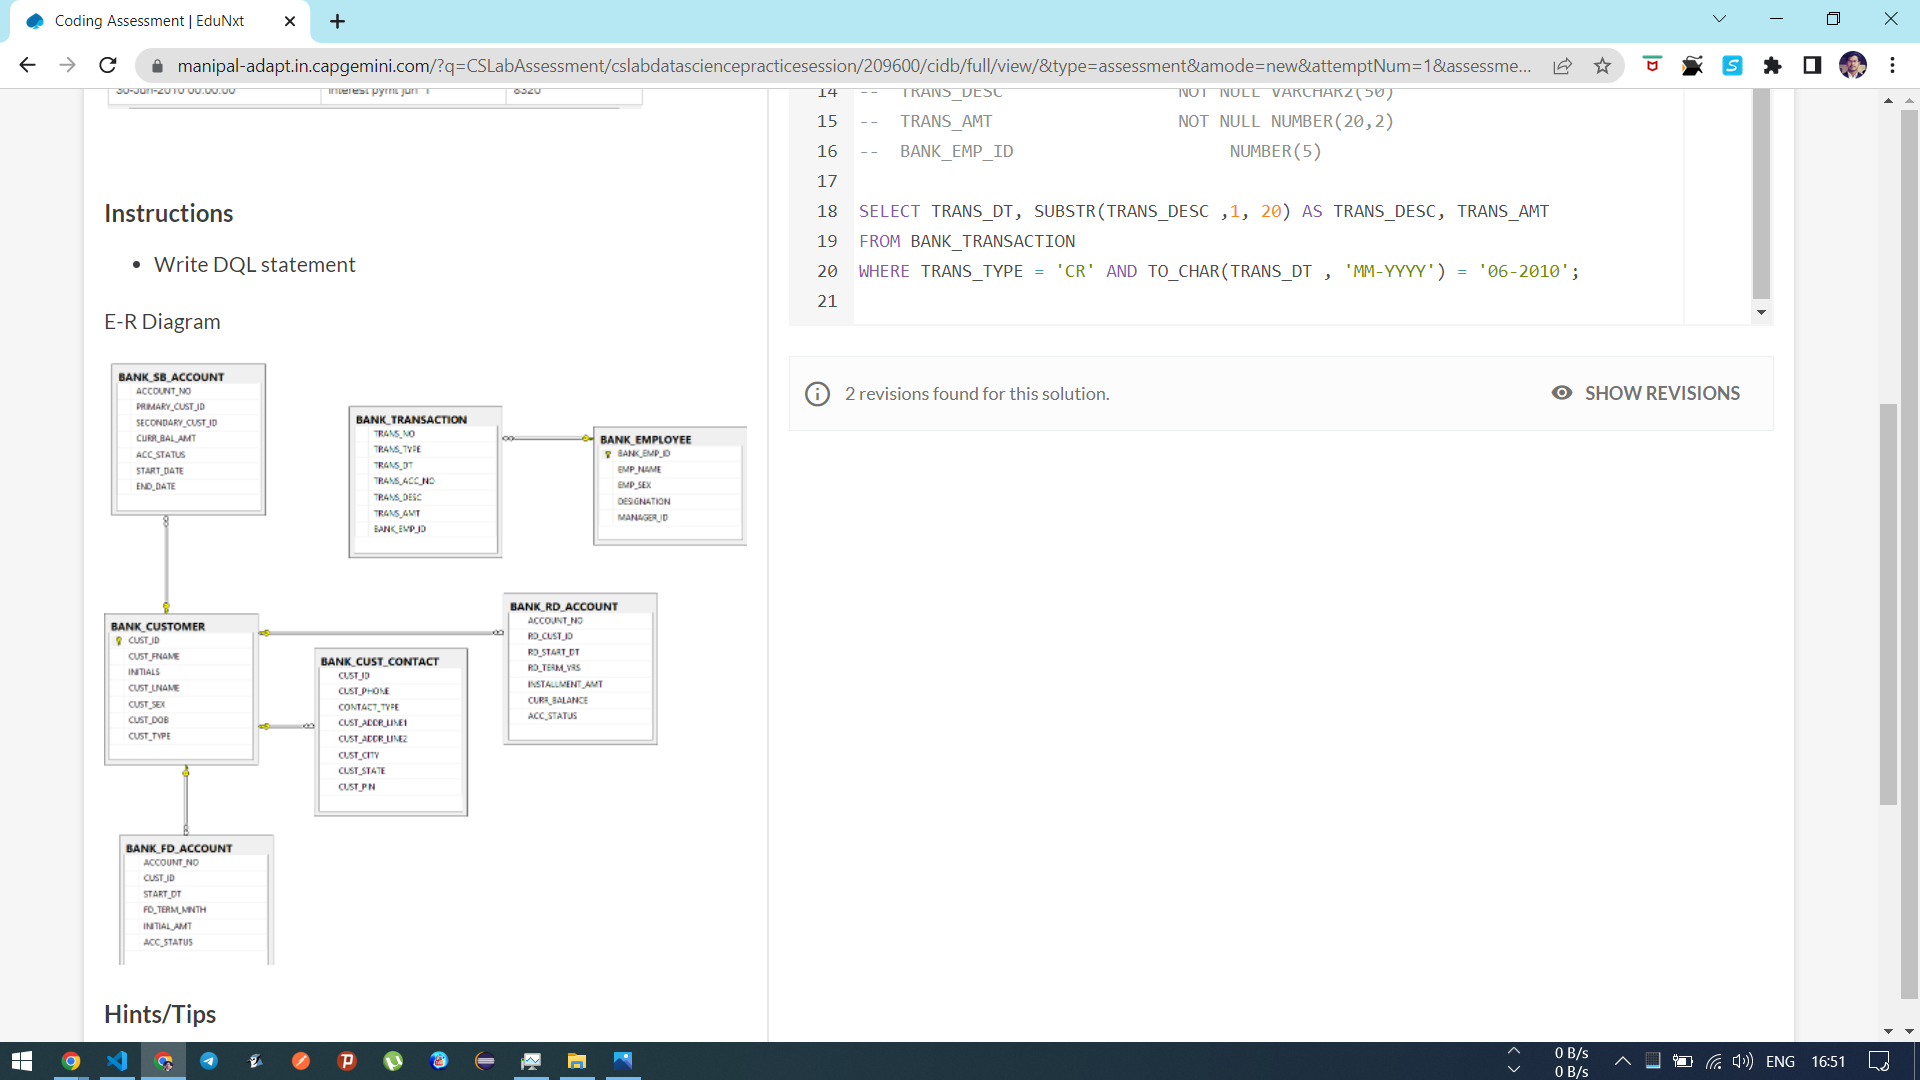 Coding Assessment | EduNxt
manipal-adapt.in.capgemini.com/?q=CSLabAssessment/cslabdatasciencepracticesession/209600/cidb/full/view/&type=assessment&amode=new&attemptNum=1&assessme...
30-Jun-2010 00:00:00 interest pymt jun 1 8320
Instructions
• Write DQL statement
E-R Diagram
BANK_SB_ACCOUNT
ACCOUNT_NO
PRIMARY_CUST_ID
SECONDARY_CUST_ID
CURR_BAL_AMT
ACC_STATUS
START_DATE
END_DATE
BANK_TRANSACTION
TRANS_NO
TRANS_TYPE
TRANS_DT
TRANS_ACC_NO
TRANS_DESC
TRANS_AMT
BANK_EMP_ID
BANK_EMPLOYEE
BANK_EMP_ID
EMP_NAME
EMP_SEX
DESIGNATION
MANAGER_ID
BANK_CUSTOMER
CUST_ID
CUST_FNAME
INITIALS
CUST_LNAME
CUST_SEX
CUST_DOB
CUST_TYPE
BANK_CUST_CONTACT
CUST_ID
CUST_PHONE
CONTACT_TYPE
CUST_ADDR_LINE1
CUST_ADDR_LINE2
CUST_CITY
CUST_STATE
CUST_PIN
BANK_RD_ACCOUNT
ACCOUNT_NO
RD_CUST_ID
RD_START_DT
RD_TERM_YRS
INSTALLMENT_AMT
CURR_BALANCE
ACC_STATUS
BANK_FD_ACCOUNT
ACCOUNT_NO
CUST_ID
START_DT
FD_TERM_MNTH
INITIAL_AMT
ACC_STATUS
Hints/Tips
14 -- TRANS_DESC NOT NULL VARCHAR2(50)
15 -- TRANS_AMT NOT NULL NUMBER(20,2)
16 -- BANK_EMP_ID NUMBER(5)
17
18 SELECT TRANS_DT, SUBSTR(TRANS_DESC ,1, 20) AS TRANS_DESC, TRANS_AMT
19 FROM BANK_TRANSACTION
20 WHERE TRANS_TYPE = 'CR' AND TO_CHAR(TRANS_DT , 'MM-YYYY') = '06-2010';
21
2 revisions found for this solution.
SHOW REVISIONS
0 B/s
0 B/s
ENG
16:51